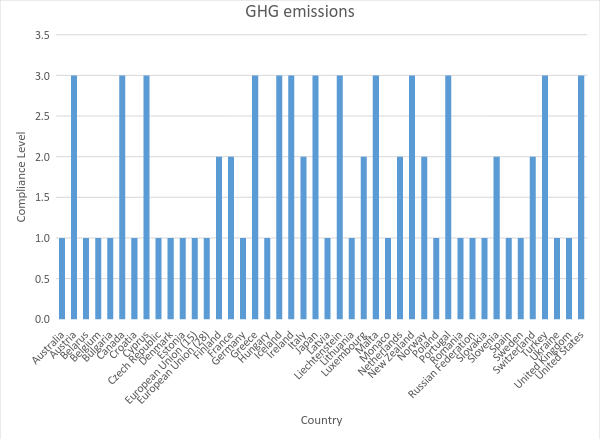 GHG emissions
3.5
3.0
2.5
2.0
1.5
1.0
0.5
0.0
Compliance Level
Australia
Austria
Belarus
Belgium
Bulgaria
Canada
Croatia
Cyprus
Czech Republic
Denmark
Estonia
European Union (15)
European Union (28)
Finland
France
Germany
Greece
Hungary
Iceland
Ireland
Italy
Japan
Latvia
Liechtenstein
Lithuania
Luxembourg
Malta
Monaco
Netherlands
New Zealand
Norway
Poland
Portugal
Romania
Russian Federation
Slovakia
Slovenia
Spain
Sweden
Switzerland
Turkey
Ukraine
United Kingdom
United States
Country